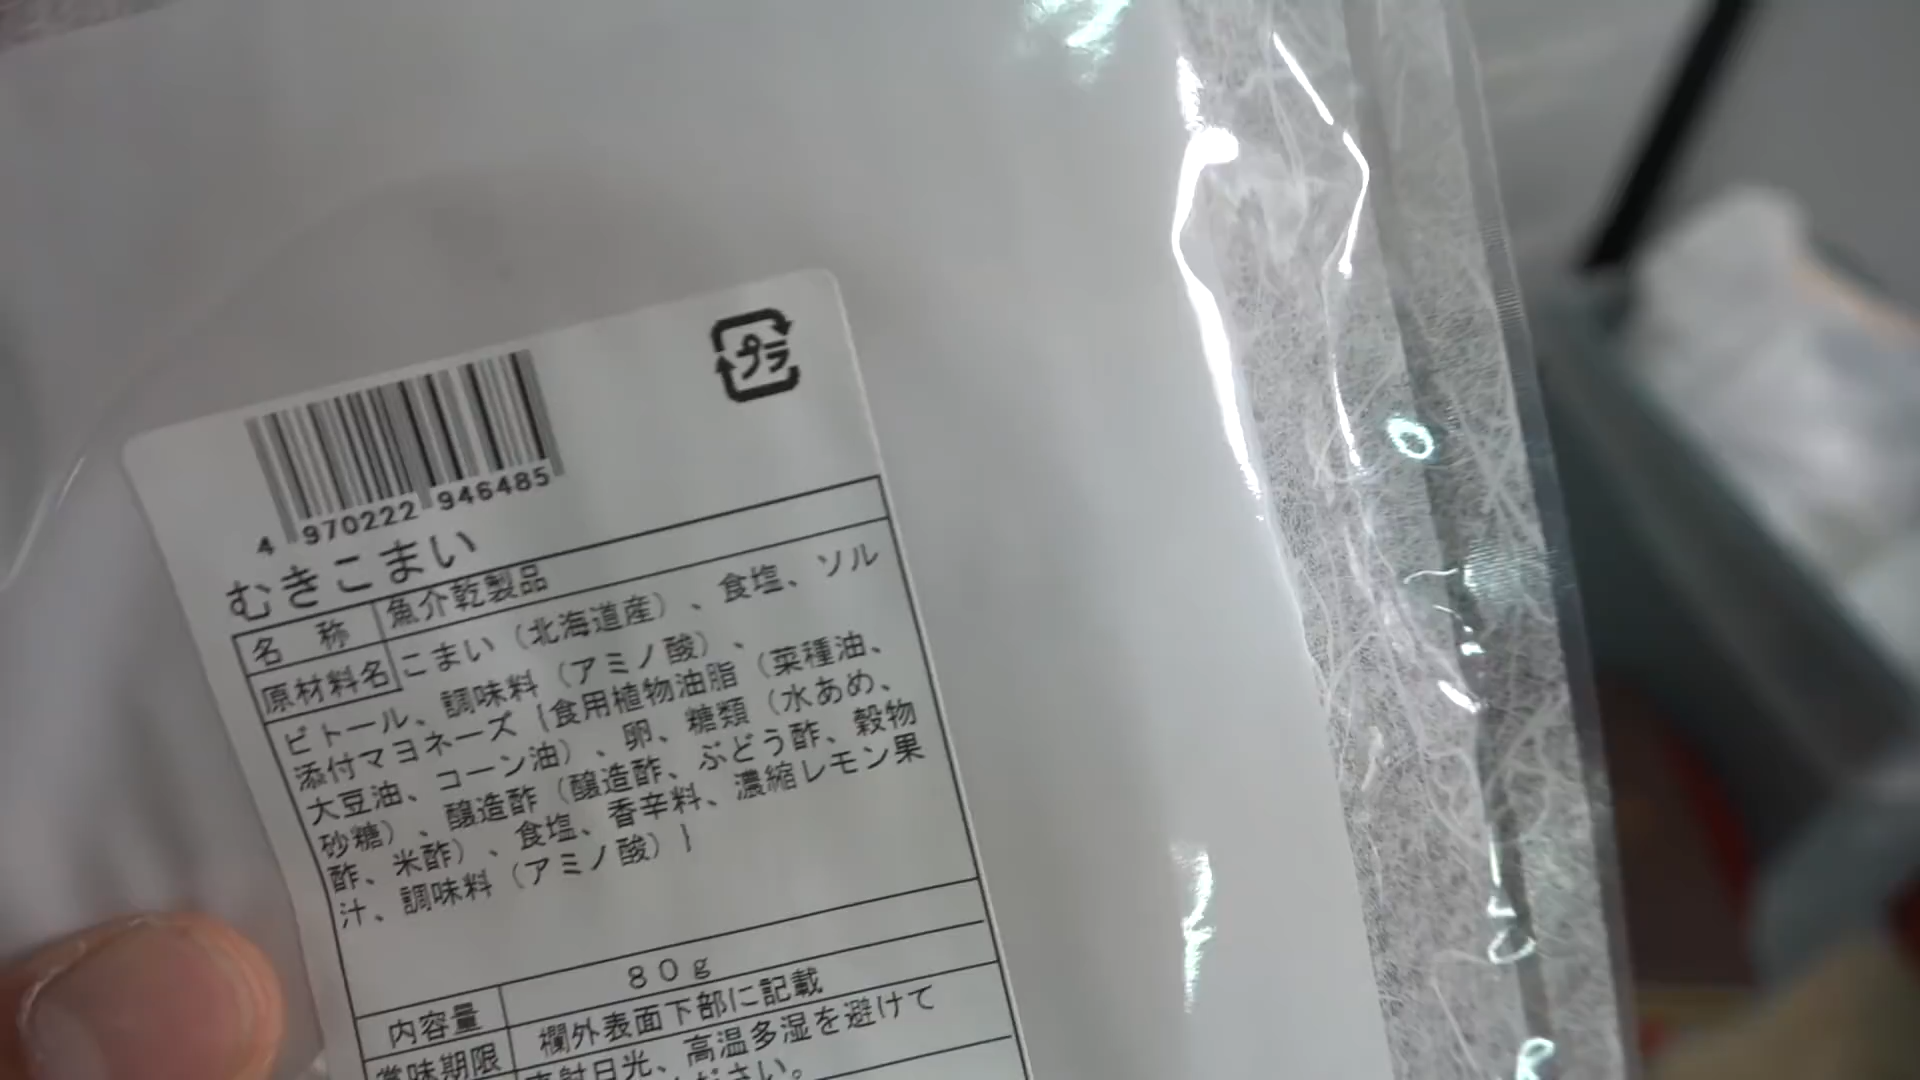 プラ
4 970222 946485
むきこまい
名 称 魚介乾製品
原材料名 こまい（北海道産）、食塩、ソル
ビトール、調味料（アミノ酸）、
添付マヨネーズ｛食用植物油脂（菜種油、
大豆油、コーン油）、卵、糖類（水あめ、
砂糖）、醸造酢（醸造酢、ぶどう酢、穀物
酢、米酢）、食塩、香辛料、濃縮レモン果
汁、調味料（アミノ酸）｝
内容量 80g
賞味期限 欄外表面下部に記載
直射日光、高温多湿を避けて
ださい。